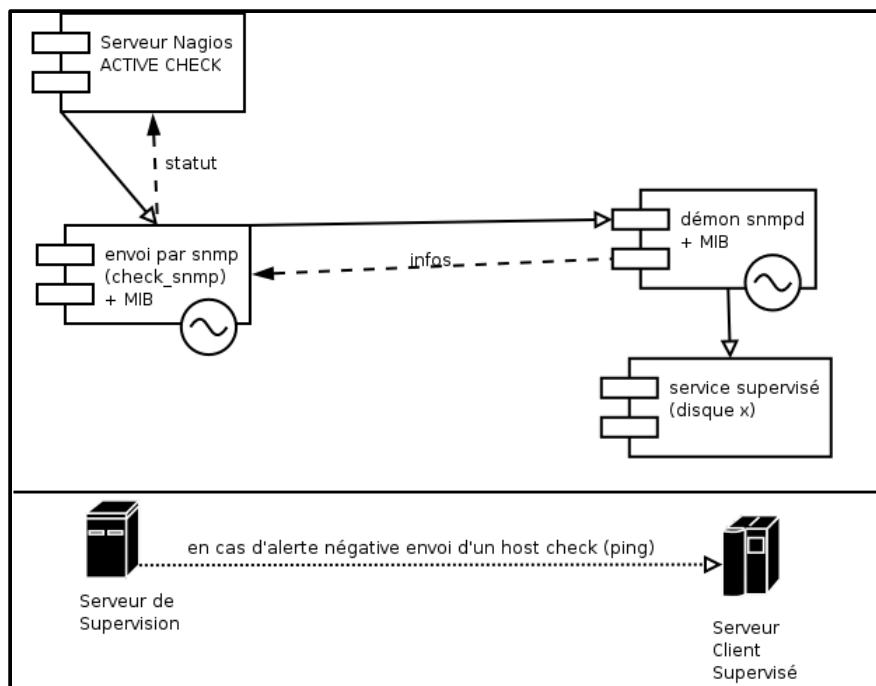 Serveur Nagios
ACTIVE CHECK
statut
envoi par snmp
(check_snmp)
+ MIB
infos
démon snmpd
+ MIB
service supervisé
(disque x)
en cas d'alerte négative envoi d'un host check (ping)
Serveur de
Supervision
Serveur
Client
Supervisé